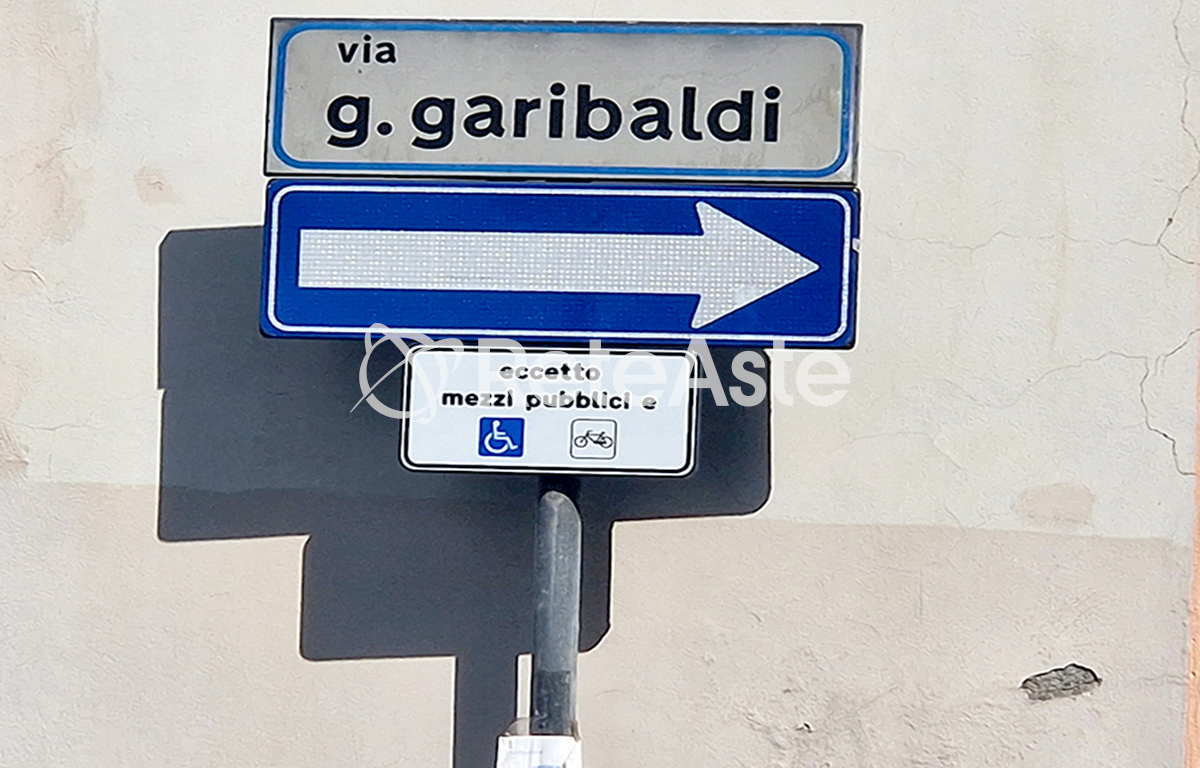 via
g. garibaldi
eccetto
mezzi pubblici e
ReteAste